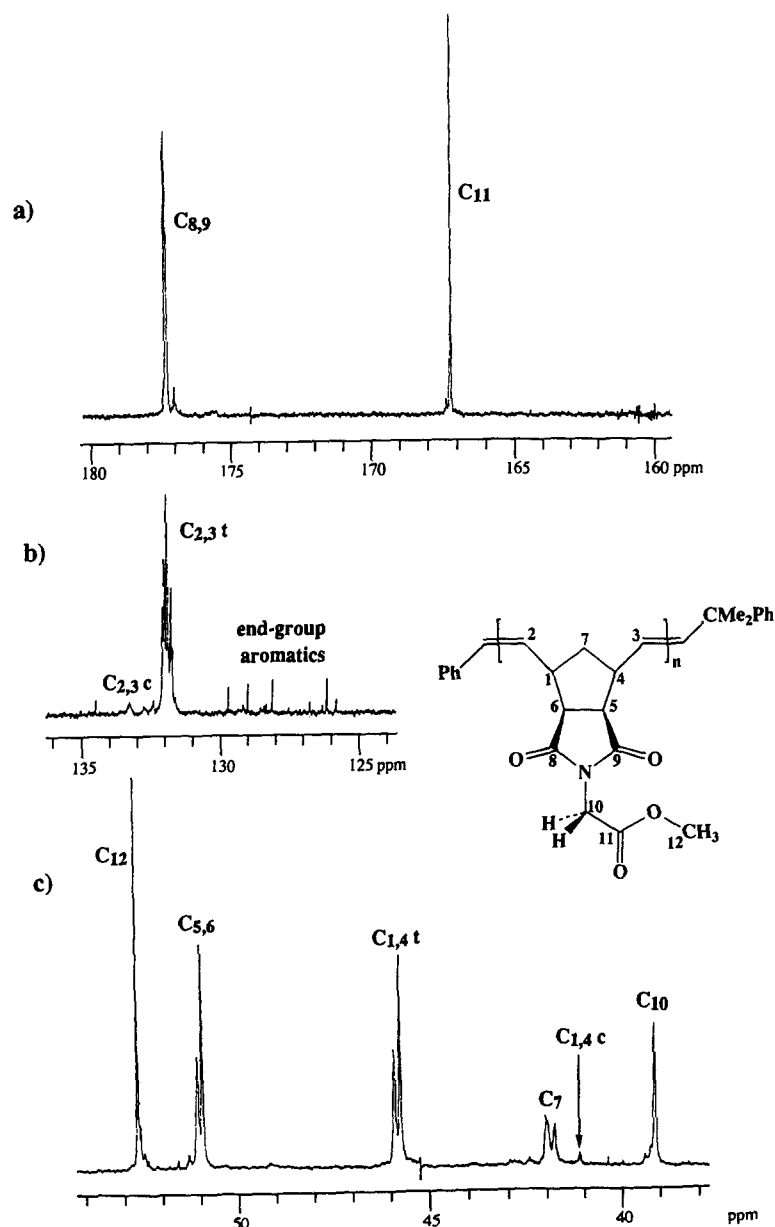 a)
C8,9
C11
180 175 170 165 160 ppm
b)
C2,3 t
C2,3 c
end-group
aromatics
135 130 125 ppm
2 7 3 n
CMe2Ph
Ph
1 4
6 5
O 8 9 O
N
H 10
H
11 O 12 CH3
O
c)
C12
C5,6
C1,4 t
C7
C1,4 c
C10
50 45 40 ppm